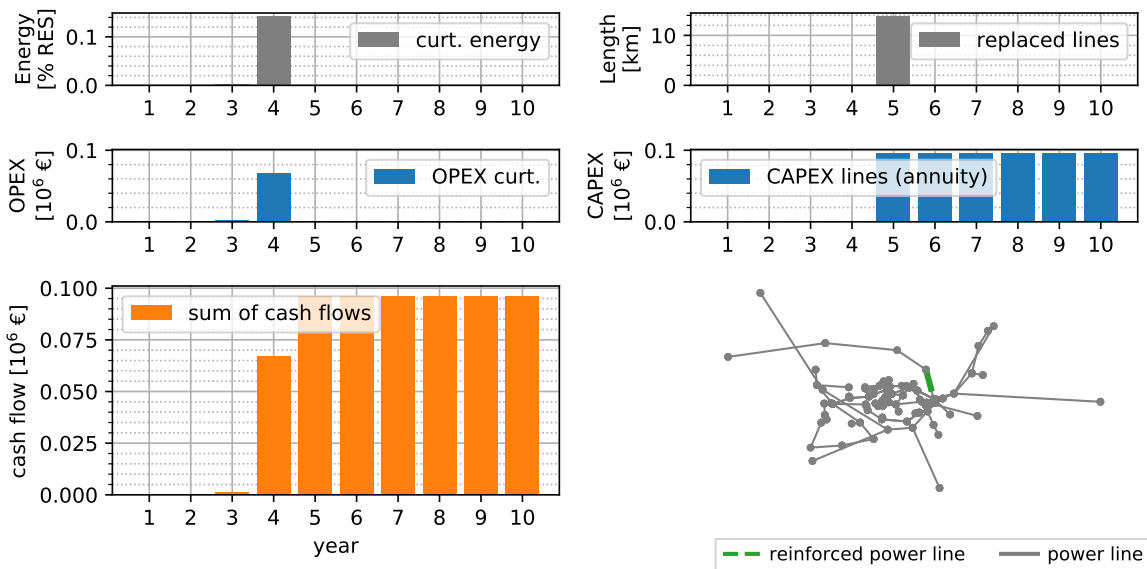 Energy
[% RES]
0.1
0.0
curt. energy
1 2 3 4 5 6 7 8 9 10
Length
[km]
10
0
replaced lines
1 2 3 4 5 6 7 8 9 10
OPEX
[10⁶ €]
0.1
0.0
OPEX curt.
1 2 3 4 5 6 7 8 9 10
CAPEX
[10⁶ €]
0.1
0.0
CAPEX lines (annuity)
1 2 3 4 5 6 7 8 9 10
cash flow [10⁶ €]
0.100
0.075
0.050
0.025
0.000
sum of cash flows
1 2 3 4 5 6 7 8 9 10
year
reinforced power line
power line